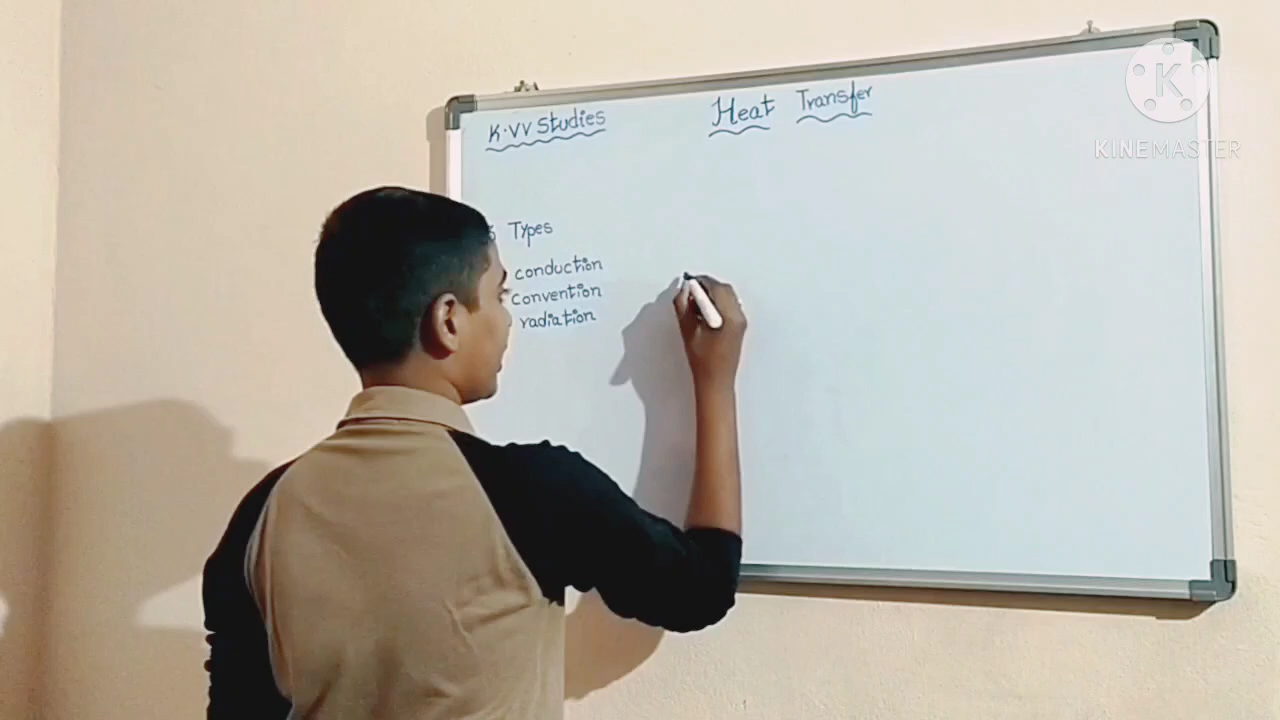 K.VV Studies
Heat Transfer
Types
conduction
convention
radiation
K
KINEMASTER